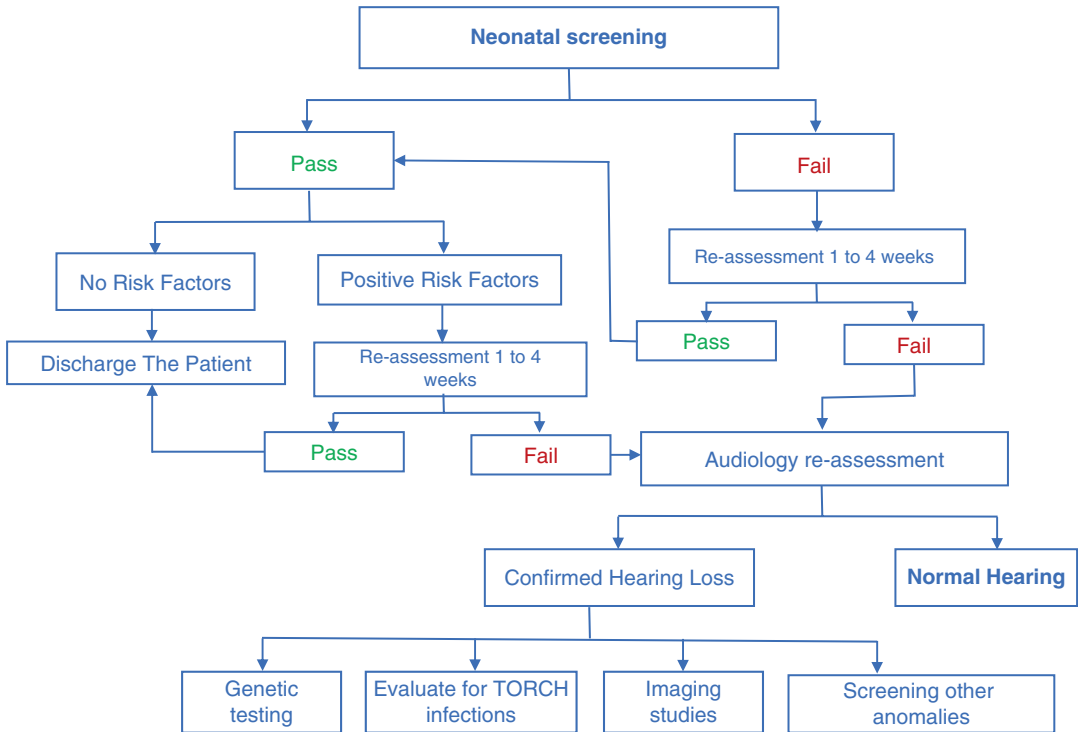 Neonatal screening
Pass
Fail
Re-assessment 1 to 4 weeks
No Risk Factors
Positive Risk Factors
Pass
Fail
Discharge The Patient
Re-assessment 1 to 4
weeks
Pass
Fail
Audiology re-assessment
Confirmed Hearing Loss
Normal Hearing
Genetic
testing
Evaluate for TORCH
infections
Imaging
studies
Screening other
anomalies